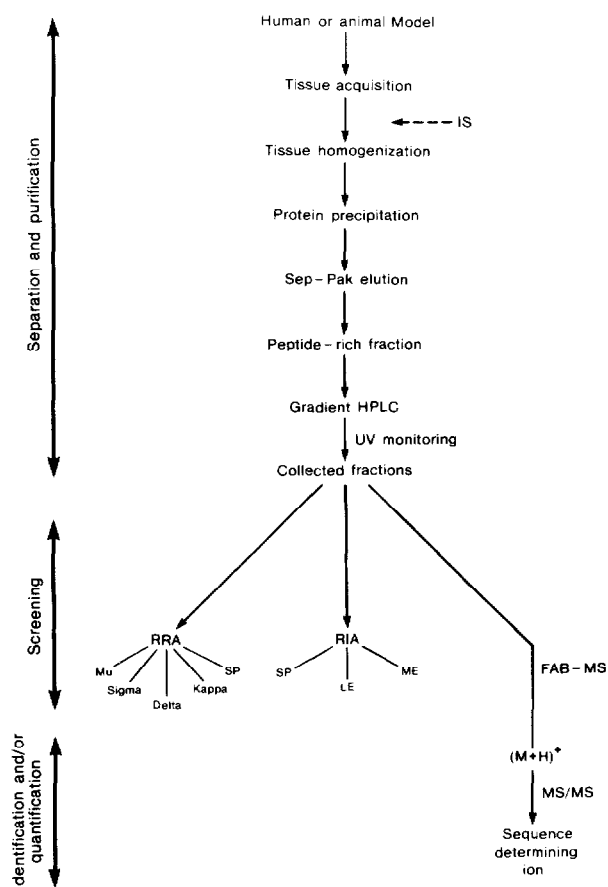 Human or animal Model
Tissue acquisition
IS
Tissue homogenization
Protein precipitation
Sep-Pak elution
Peptide-rich fraction
Gradient HPLC
UV monitoring
Collected fractions
Separation and purification
Screening
RRA
Mu
Sigma
Delta
Kappa
SP
RIA
SP
LE
ME
FAB-MS
(M+H)+
MS/MS
Sequence
determining
ion
dentification and/or
quantification